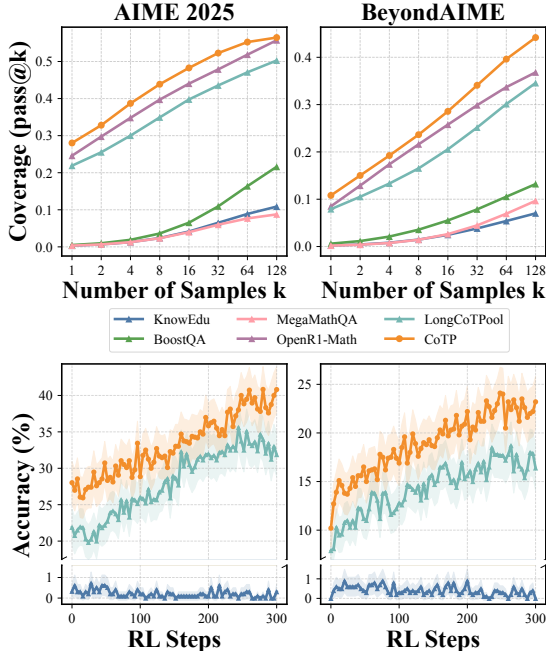 AIME 2025
BeyondAIME
Coverage (pass@k)
0.5
0.4
0.3
0.2
0.1
0.0
0.4
0.3
0.2
0.1
0.0
1 2 4 8 16 32 64 128
1 2 4 8 16 32 64 128
Number of Samples k
Number of Samples k
KnowEdu
MegaMathQA
LongCoTPool
BoostQA
OpenR1-Math
CoTP
Accuracy (%)
40
35
30
25
20
1
0
25
20
15
10
1
0
0 100 200 300
0 100 200 300
RL Steps
RL Steps